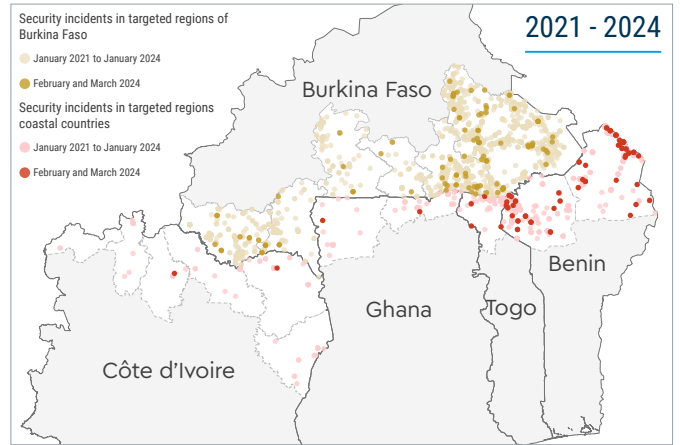 Security incidents in targeted regions of
Burkina Faso
January 2021 to January 2024
February and March 2024
Security incidents in targeted regions
coastal countries
January 2021 to January 2024
February and March 2024
2021 - 2024
Burkina Faso
Benin
Ghana
Togo
Côte d'Ivoire